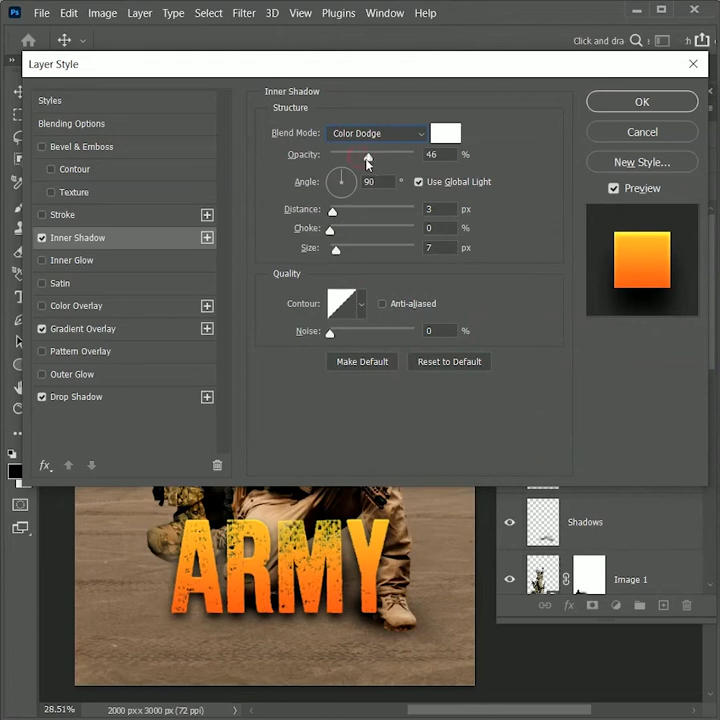 Ps File Edit Image Layer Type Select Filter 3D View Plugins Window Help
Click and dra
Layer Style
Styles
Blending Options
Bevel & Emboss
Contour
Texture
Stroke
Inner Shadow
Inner Glow
Satin
Color Overlay
Gradient Overlay
Pattern Overlay
Outer Glow
Drop Shadow
fx
Inner Shadow
Structure
Blend Mode: Color Dodge
Opacity: 46 %
Angle: 90 ° Use Global Light
Distance: 3 px
Choke: 0 %
Size: 7 px
Quality
Contour: Anti-aliased
Noise: 0 %
Make Default Reset to Default
OK
Cancel
New Style...
Preview
ARMY
Shadows
Image 1
fx
28.51% 2000 px x 3000 px (72 ppi)